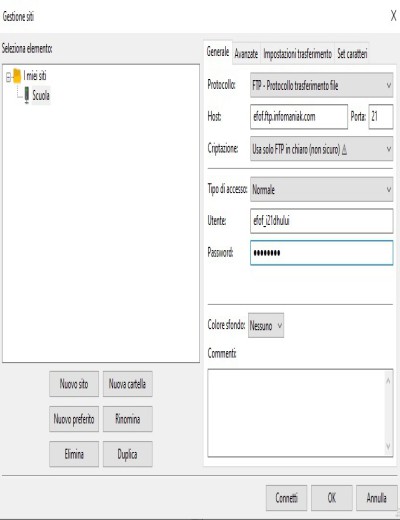 Gestione siti X
Seleziona elemento:
I miei siti
Scuola
Nuovo sito Nuova cartella
Nuovo preferito Rinomina
Elimina Duplica
Generale Avanzate Impostazioni trasferimento Set caratteri
Protocollo: FTP - Protocollo trasferimento file
Host: efof.ftp.infomaniak.com Porta: 21
Criptazione: Usa solo FTP in chiaro (non sicuro) ⚠
Tipo di accesso: Normale
Utente: efof_i21dhului
Password: ••••••••
Colore sfondo: Nessuno
Commenti:
Connetti OK Annulla